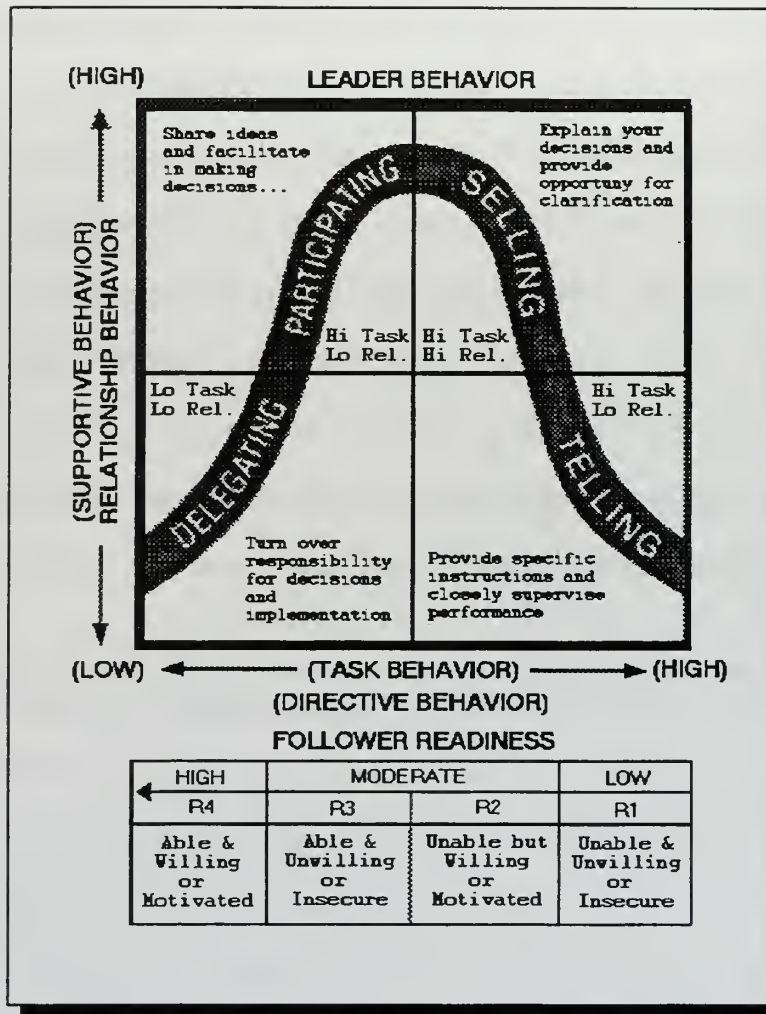 (HIGH)
LEADER BEHAVIOR
Share ideas
and facilitate
in making
decisions...
Explain your
decisions and
provide
opportuny for
clarification
PARTICIPATING
SELLING
(SUPPORTIVE BEHAVIOR)
RELATIONSHIP BEHAVIOR
Hi Task
Lo Rel.
Hi Task
Hi Rel.
Lo Task
Lo Rel.
Hi Task
Lo Rel.
DELEGATING
TELLING
Turn over
responsibility
for decisions
and
implementation
Provide specific
instructions and
closely supervise
performance
(LOW)
(TASK BEHAVIOR)
(HIGH)
(DIRECTIVE BEHAVIOR)
FOLLOWER READINESS
HIGH MODERATE LOW
R4 R3 R2 R1
Able &
Willing
or
Motivated
Able &
Unwilling
or
Insecure
Unable but
Willing
or
Motivated
Unable &
Unwilling
or
Insecure